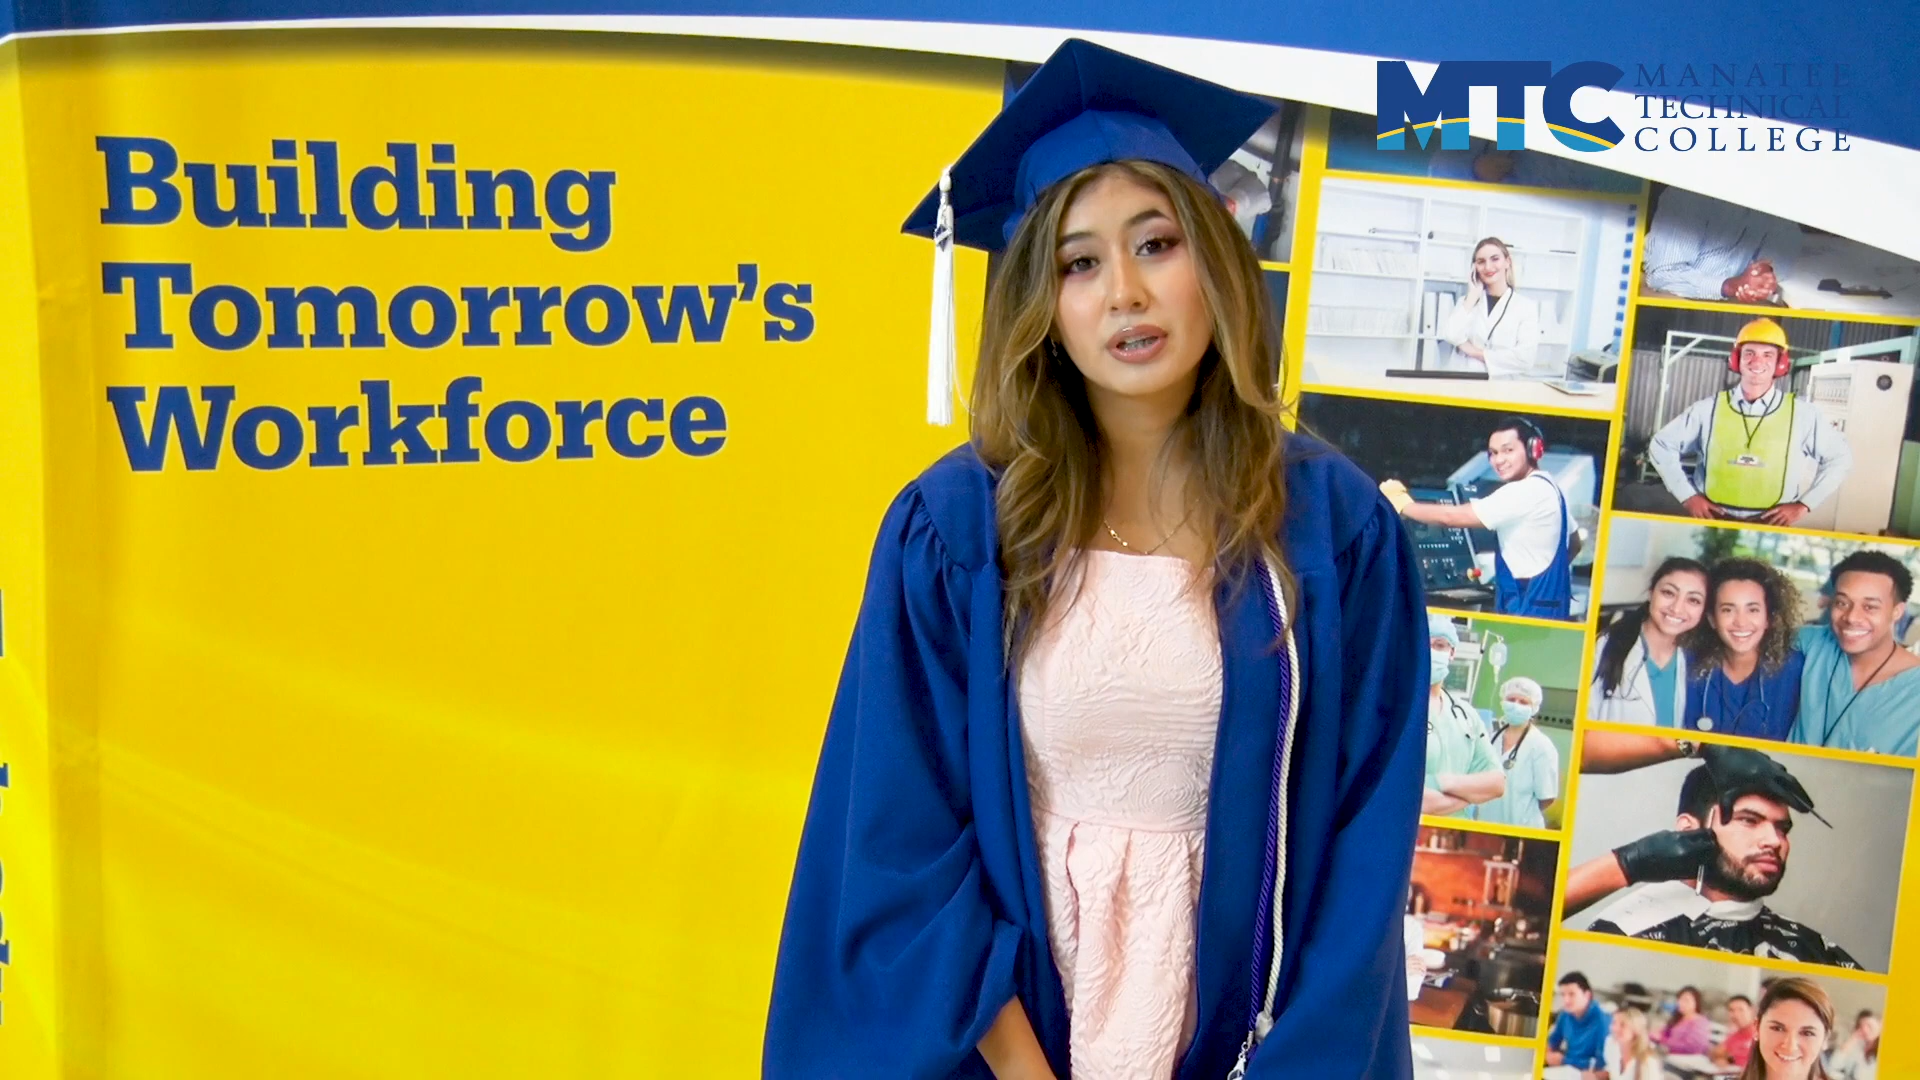 Building
Tomorrow's
Workforce
MTC
MANATEE
TECHNICAL
COLLEGE